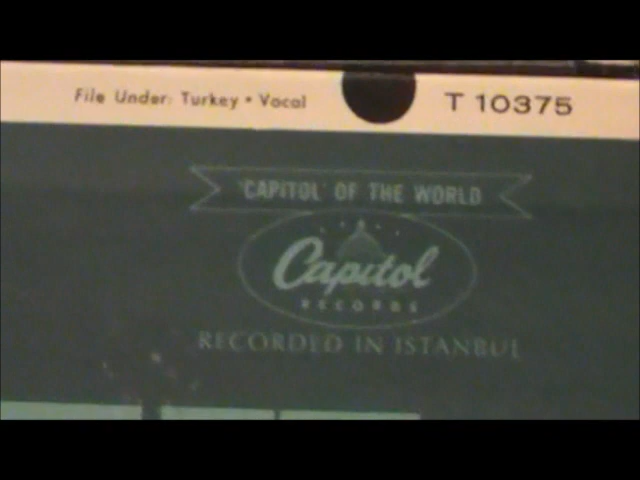 File Under: Turkey • Vocal
T 10375
CAPITOL OF THE WORLD
Capitol
RECORDS
RECORDED IN ISTANBUL